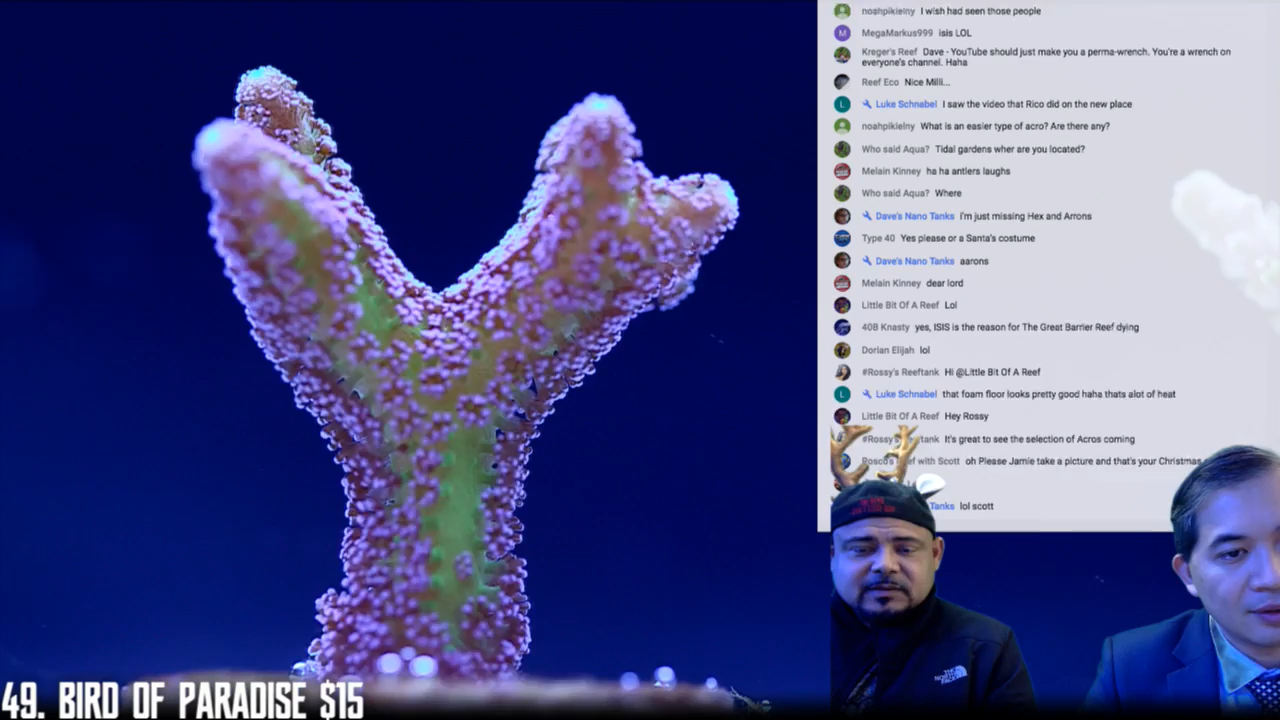 noahpikielny I wish had seen those people
M MegaMarkus999 isis LOL
Kreger's Reef Dave - YouTube should just make you a perma-wrench. You're a wrench on
everyone's channel. Haha
Reef Eco Nice Milli...
L Luke Schnabel I saw the video that Rico did on the new place
noahpikielny What is an easier type of acro? Are there any?
Who said Aqua? Tidal gardens wher are you located?
Melain Kinney ha ha antlers laughs
Who said Aqua? Where
Dave's Nano Tanks i'm just missing Hex and Arrons
Type 40 Yes please or a Santa's costume
Dave's Nano Tanks aarons
Melain Kinney dear lord
Little Bit Of A Reef Lol
40B Knasty yes, ISIS is the reason for The Great Barrier Reef dying
Dorian Elijah lol
#Rossy's Reeftank Hi @Little Bit Of A Reef
L Luke Schnabel that foam floor looks pretty good haha thats alot of heat
Little Bit Of A Reef Hey Rossy
#Rossy's tank It's great to see the selection of Acros coming
Rosco's ef with Scott oh Please Jamie take a picture and that's your Christmas
Tanks lol scott
THE NORTH FACE
49. BIRD OF PARADISE $15